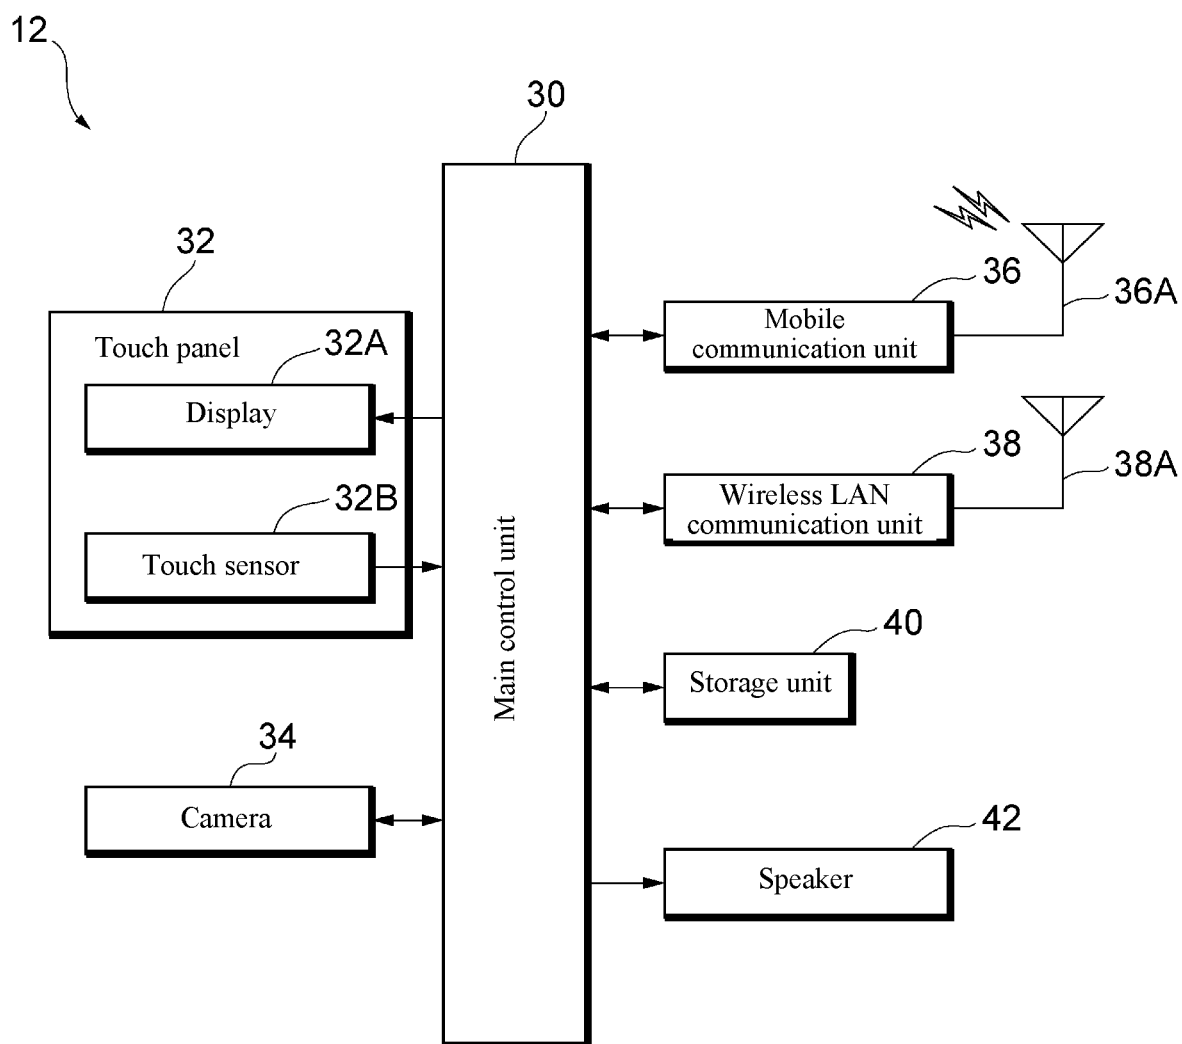 12
30
32
Touch panel
32A
Display
32B
Touch sensor
34
Camera
Main control unit
36
36A
Mobile
communication unit
38
38A
Wireless LAN
communication unit
40
Storage unit
42
Speaker